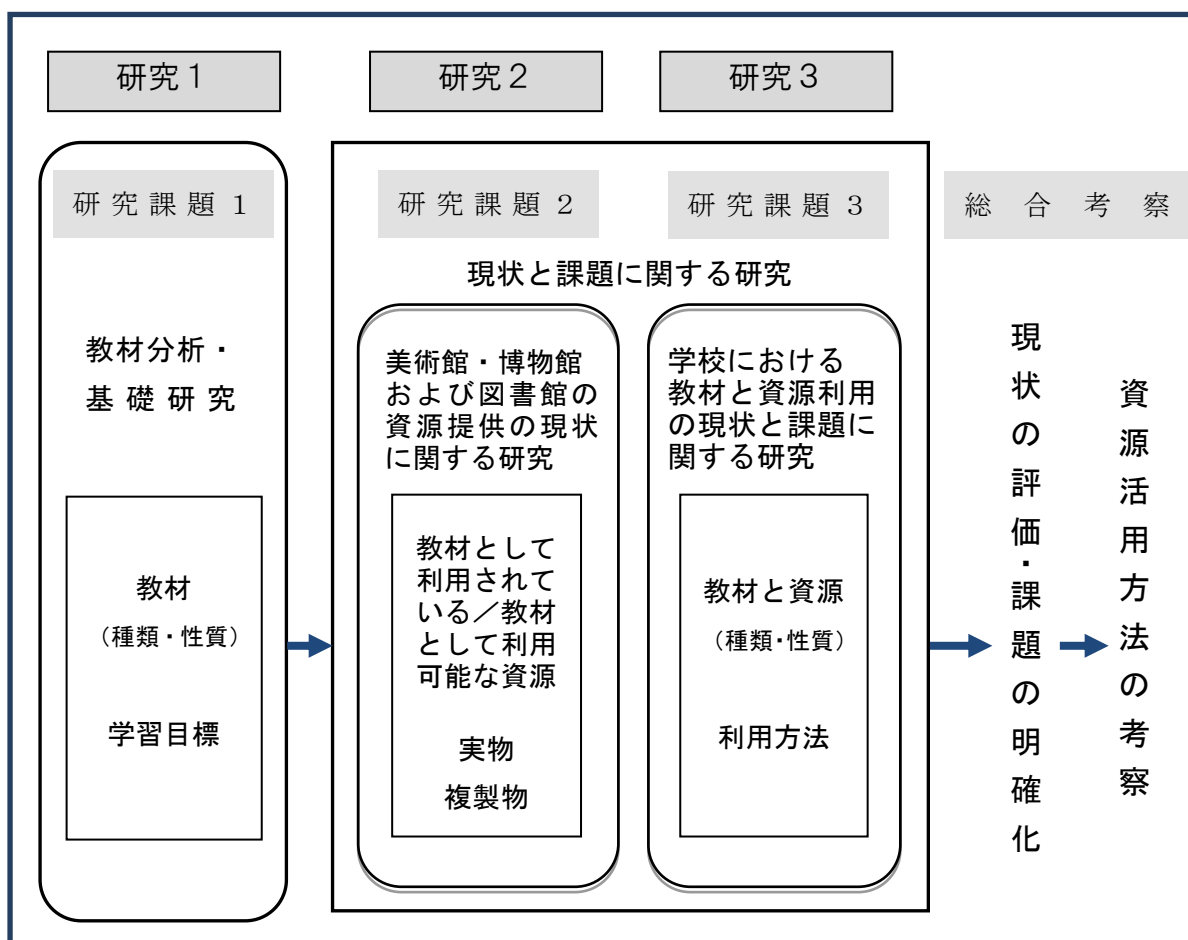 研究１
研究２
研究３
研究課題１
研究課題２
研究課題３
総合考察
現状と課題に関する研究
教材分析・
基礎研究
教材
（種類・性質）
学習目標
美術館・博物館
および図書館の
資源提供の現状
に関する研究
教材として
利用されて
いる／教材
として利用
可能な資源
実物
複製物
学校における
教材と資源利用
の現状と課題に
関する研究
教材と資源
（種類・性質）
利用方法
現状の評価・課題の明確化
資源活用方法の考察